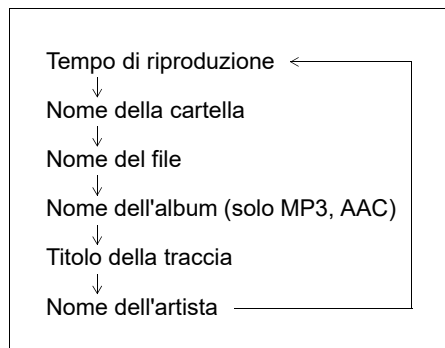 Tempo di riproduzione
Nome della cartella
Nome del file
Nome dell'album (solo MP3, AAC)
Titolo della traccia
Nome dell'artista